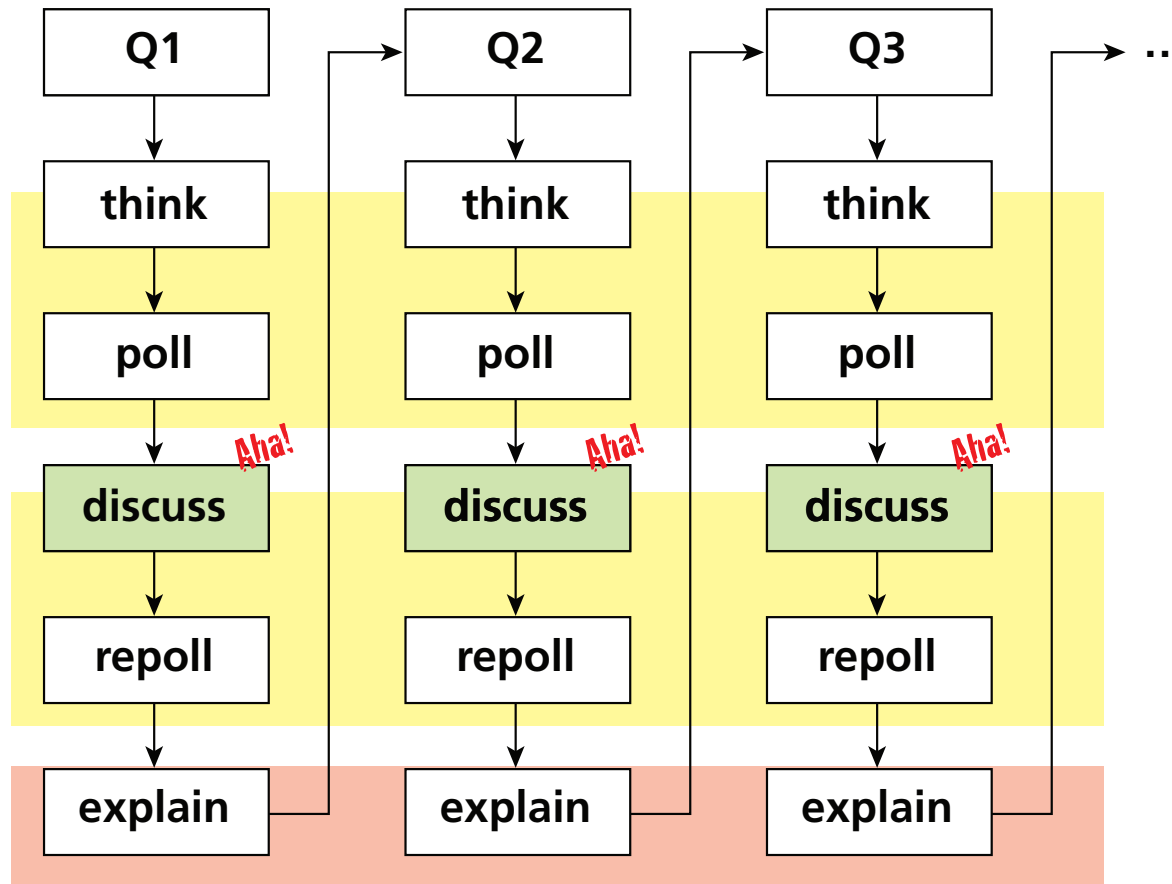 Q1
think
poll
Aha!
discuss
repoll
explain
Q2
think
poll
Aha!
discuss
repoll
explain
Q3
think
poll
Aha!
discuss
repoll
explain
..